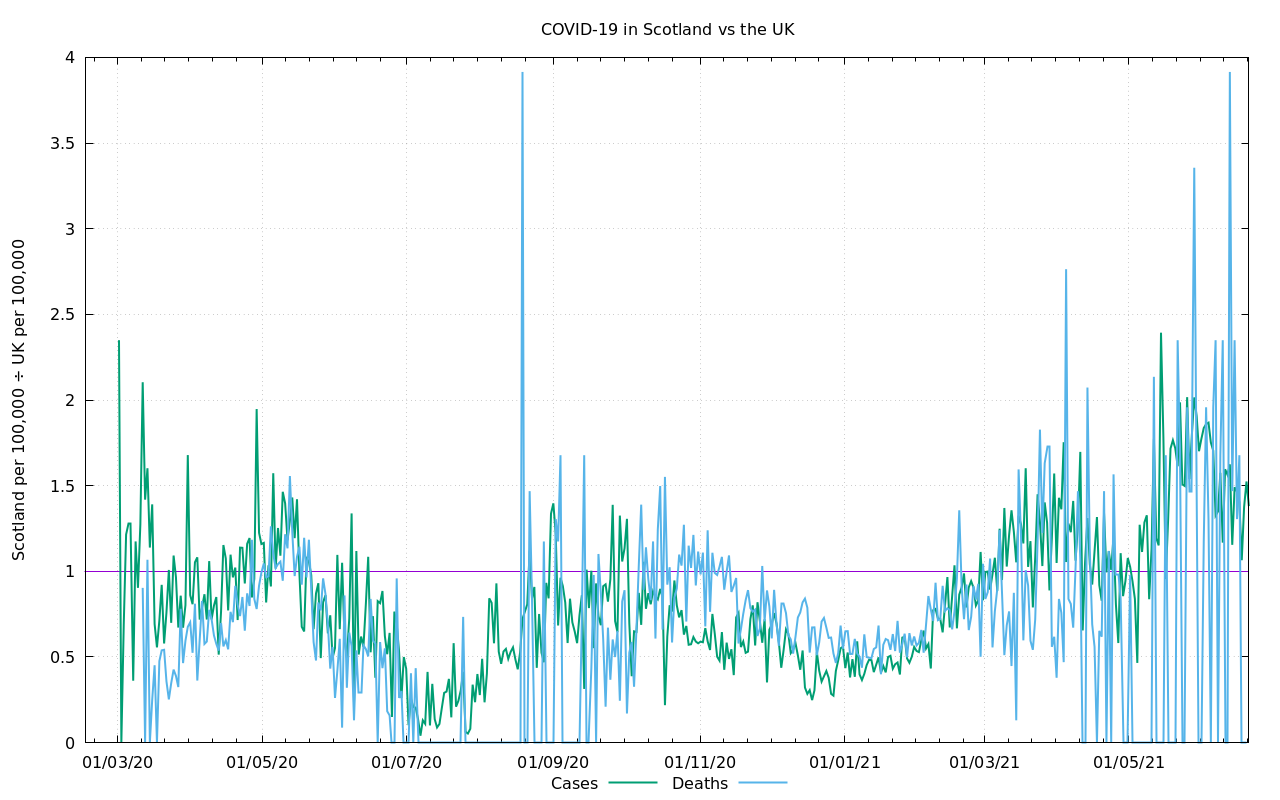 COVID-19 in Scotland vs the UK
Scotland per 100,000 ÷ UK per 100,000
4
3.5
3
2.5
2
1.5
1
0.5
0
01/03/20 01/05/20 01/07/20 01/09/20 01/11/20 01/01/21 01/03/21 01/05/21
Cases Deaths